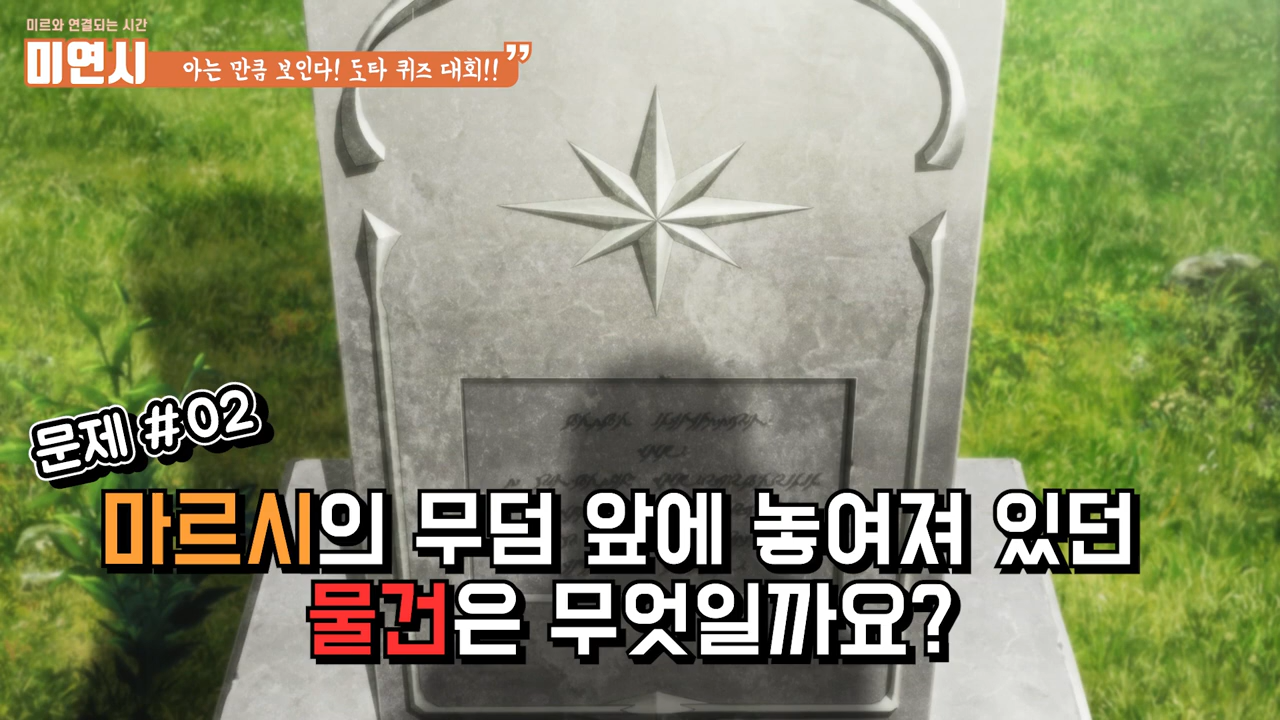 미르와 연결되는 시간
미연시
아는 만큼 보인다! 도타 퀴즈 대회!!”
문제 #02
마르시의 무덤 앞에 놓여져 있던
물건은 무엇일까요?